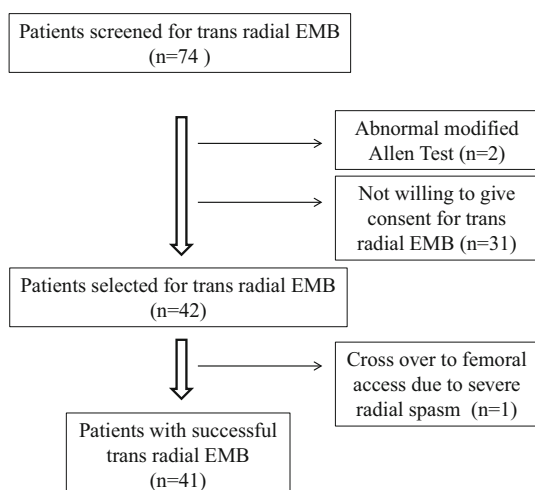 Patients screened for trans radial EMB
(n=74 )
Abnormal modified
Allen Test (n=2)
Not willing to give
consent for trans
radial EMB (n=31)
Patients selected for trans radial EMB
(n=42)
Cross over to femoral
access due to severe
radial spasm (n=1)
Patients with successful
trans radial EMB
(n=41)